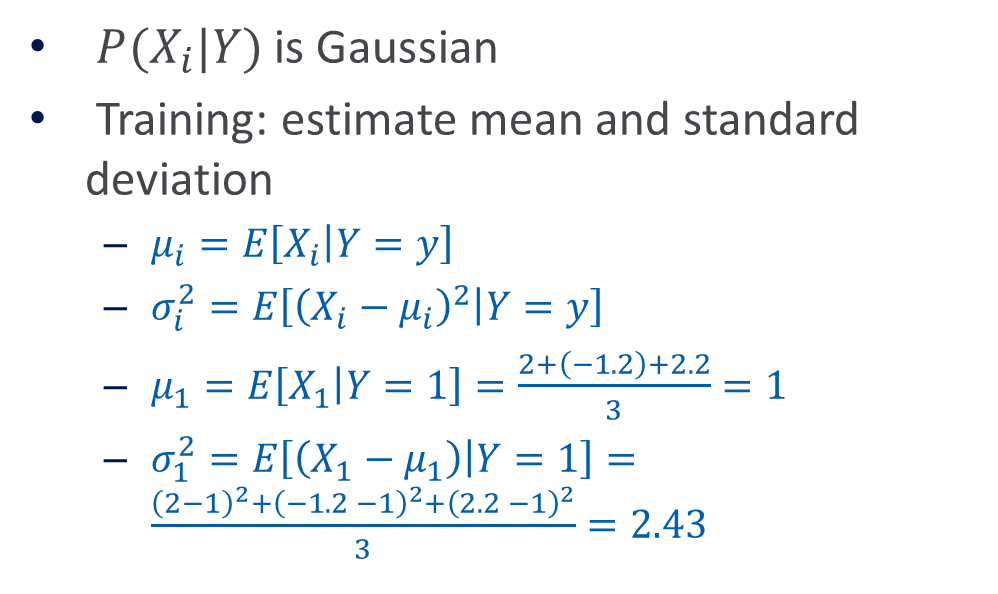 • P(Xᵢ|Y) is Gaussian
• Training: estimate mean and standard
deviation
– μᵢ = E[Xᵢ|Y = y]
– σᵢ² = E[(Xᵢ − μᵢ)²|Y = y]
– μ₁ = E[X₁|Y = 1] = (2+(−1.2)+2.2)/3 = 1
– σ₁² = E[(X₁ − μ₁)|Y = 1] =
((2−1)²+(−1.2 −1)²+(2.2 −1)²)/3 = 2.43